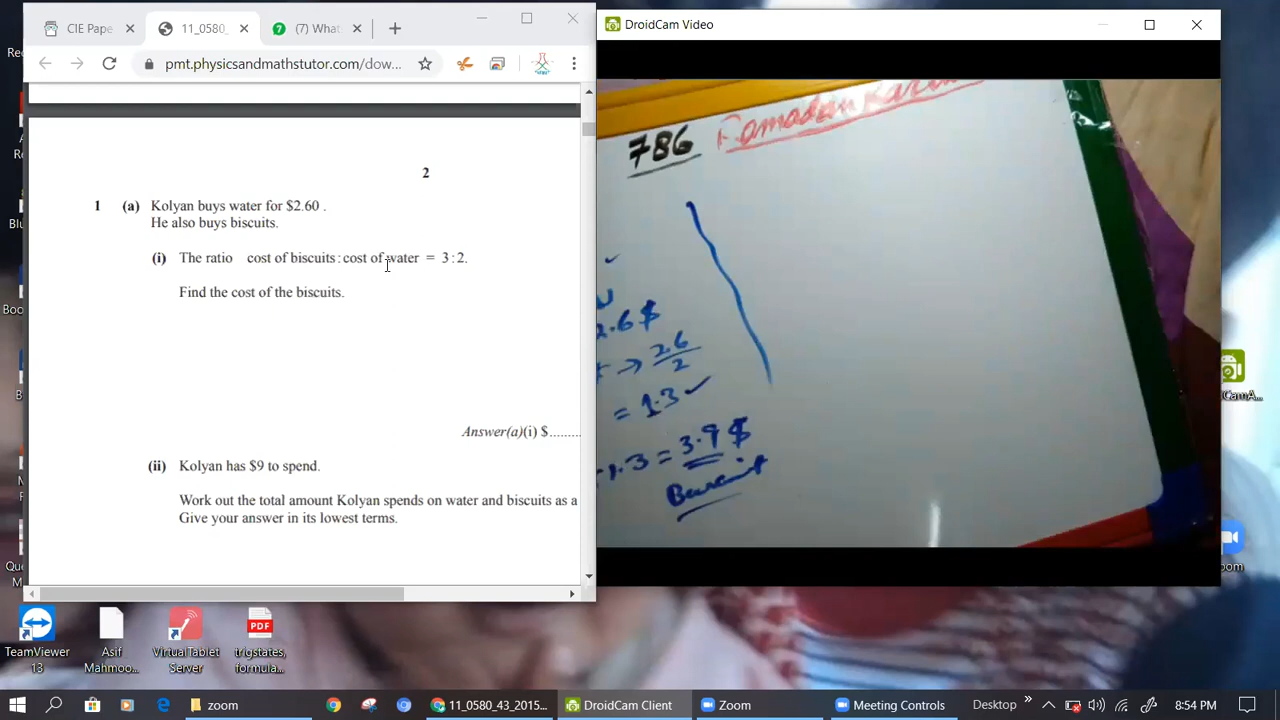 CIE Pape
11_0580_
(7) What
pmt.physicsandmathstutor.com/dow...
2
1 (a) Kolyan buys water for $2.60 .
He also buys biscuits.
(i) The ratio cost of biscuits : cost of water = 3 : 2.
Find the cost of the biscuits.
Answer(a)(i) $..........
(ii) Kolyan has $9 to spend.
Work out the total amount Kolyan spends on water and biscuits as a
Give your answer in its lowest terms.
DroidCam Video
786 Ramadan Karim
2.6 $
→ 2.6/2
= 1.3 ✓
1.3 = 3.9 $
TeamViewer
13
Asif
Mahmoo...
VirtualTablet
Server
PDF
trigstates,
formula...
zoom
11_0580_43_2015...
DroidCam Client
Zoom
Meeting Controls
Desktop
8:54 PM